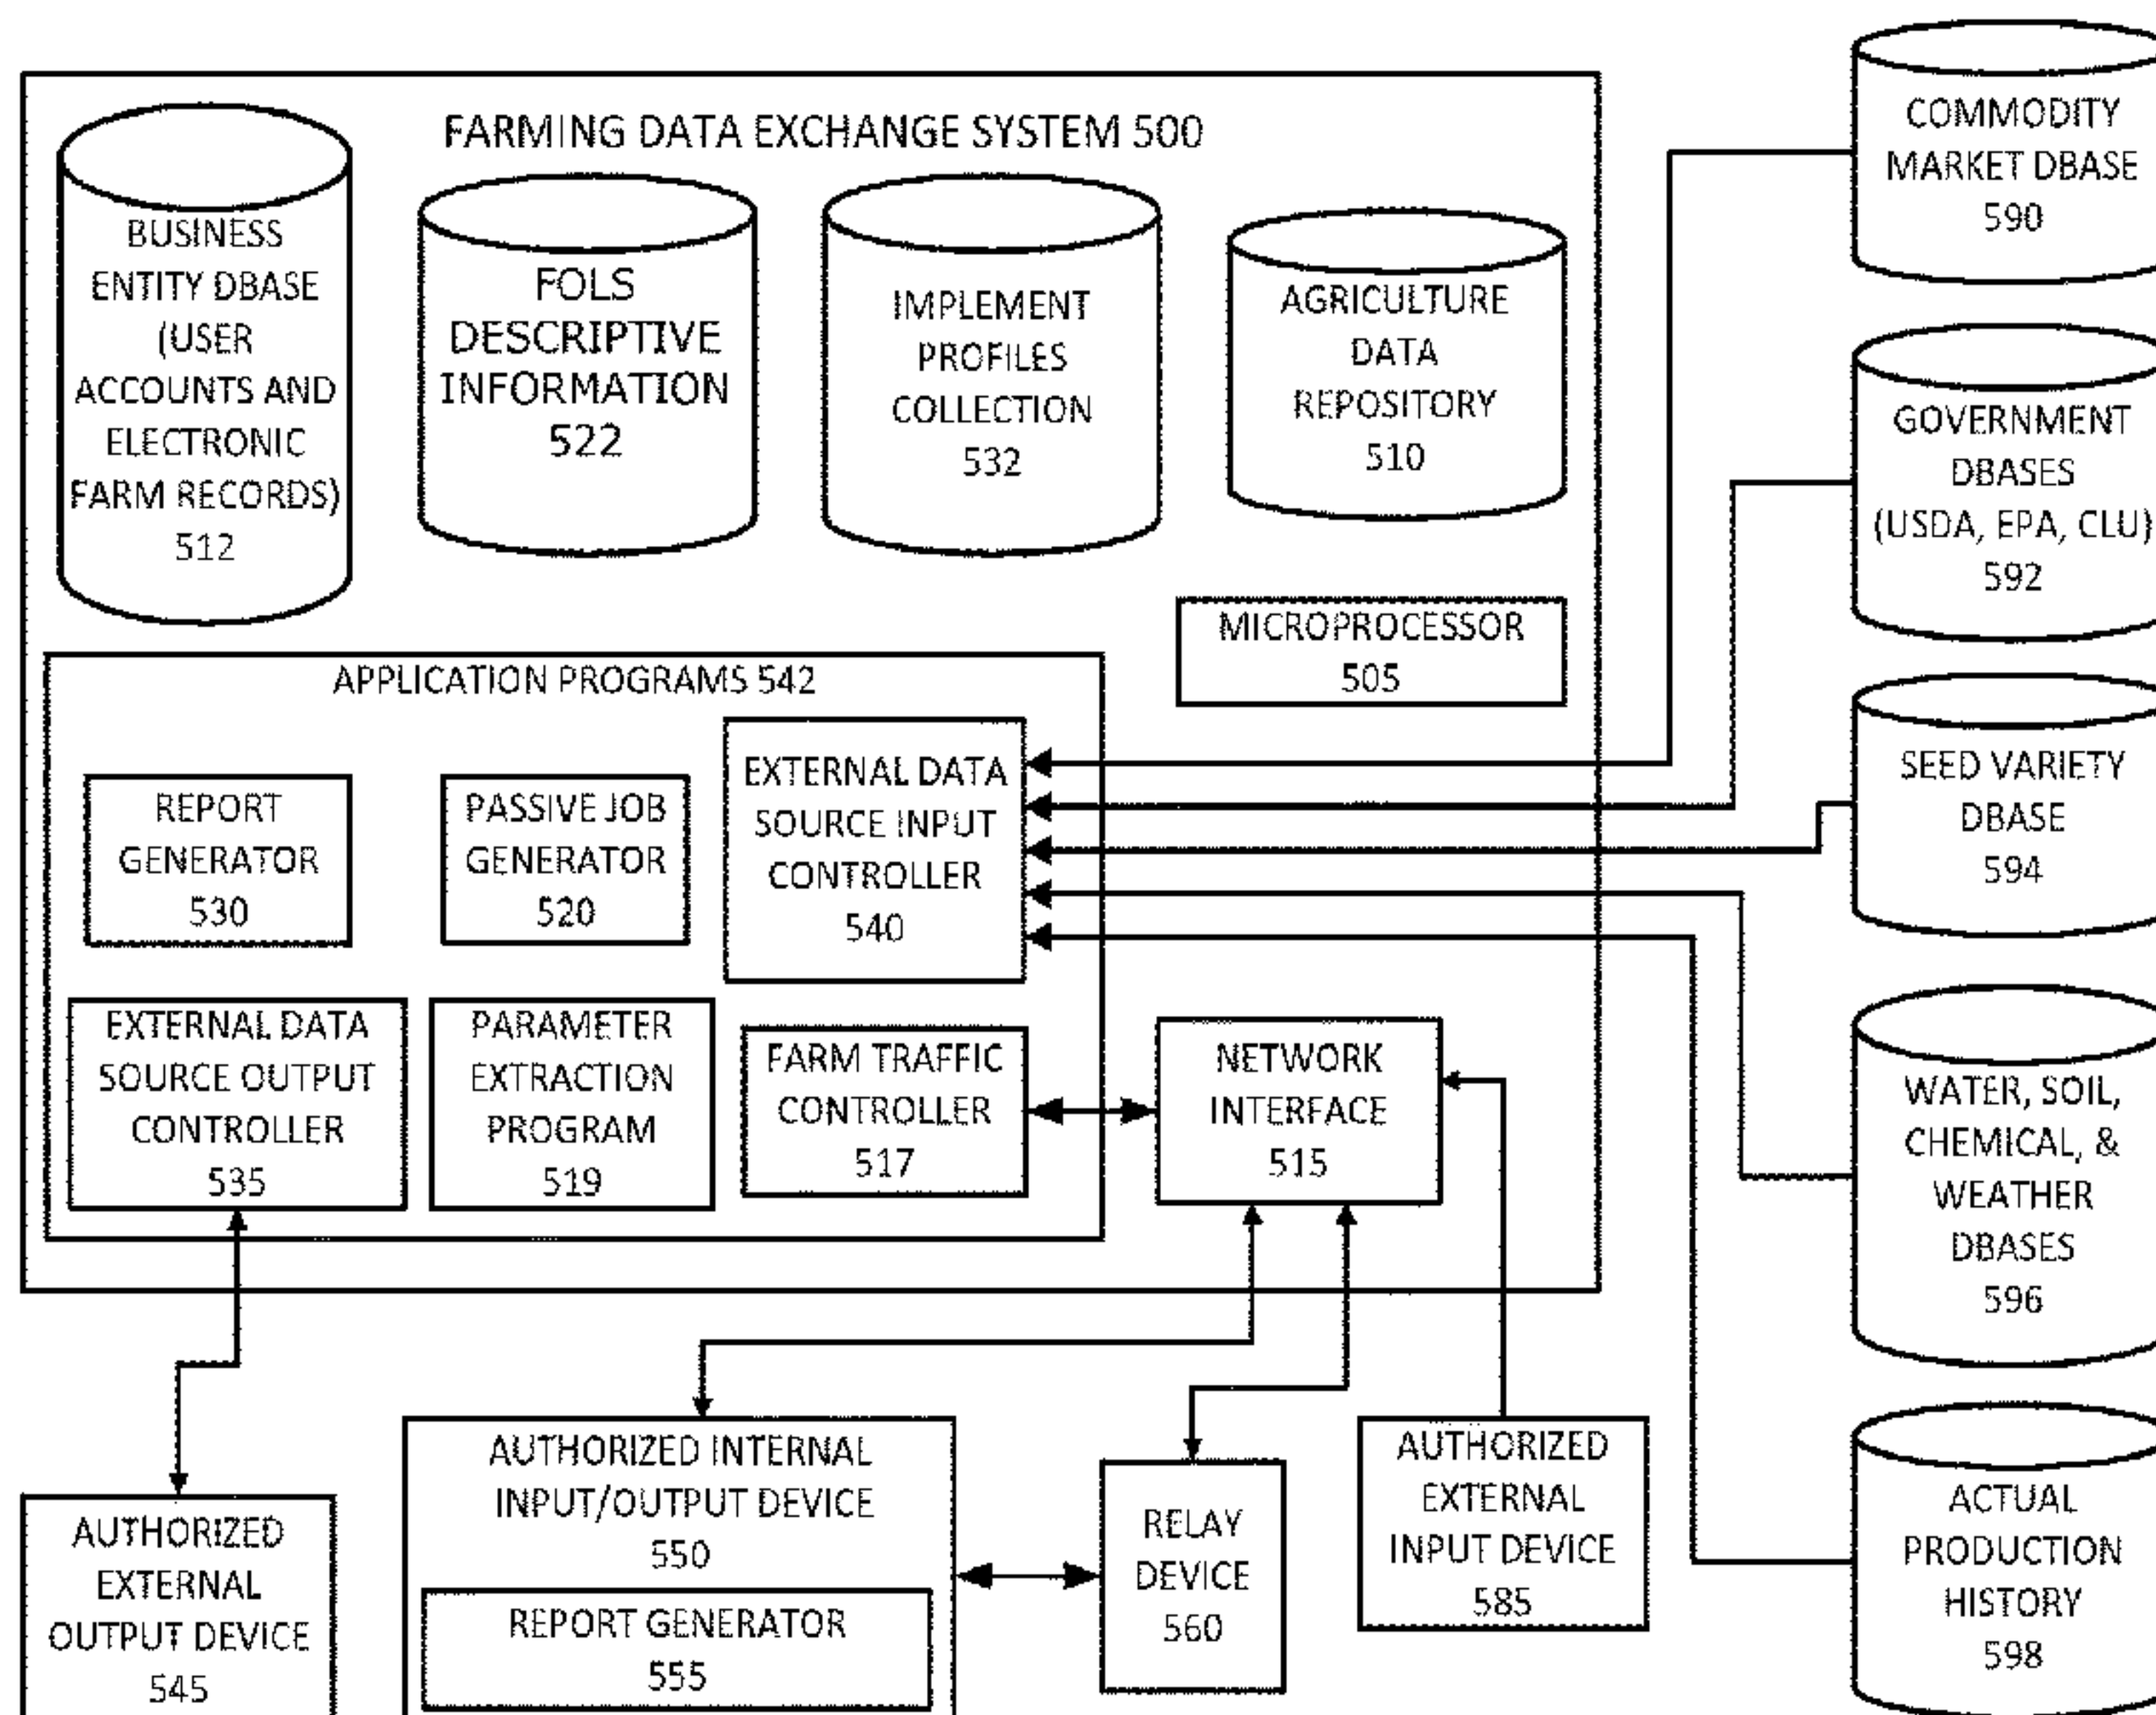 FARMING DATA EXCHANGE SYSTEM 500
BUSINESS
ENTITY DBASE
(USER
ACCOUNTS AND
ELECTRONIC
FARM RECORDS)
512
FOLS
DESCRIPTIVE
INFORMATION
522
IMPLEMENT
PROFILES
COLLECTION
532
AGRICULTURE
DATA
REPOSITORY
510
MICROPROCESSOR
505
APPLICATION PROGRAMS 542
REPORT
GENERATOR
530
PASSIVE JOB
GENERATOR
520
EXTERNAL DATA
SOURCE INPUT
CONTROLLER
540
EXTERNAL DATA
SOURCE OUTPUT
CONTROLLER
535
PARAMETER
EXTRACTION
PROGRAM
519
FARM TRAFFIC
CONTROLLER
517
NETWORK
INTERFACE
515
COMMODITY
MARKET DBASE
590
GOVERNMENT
DBASES
(USDA, EPA, CLU)
592
SEED VARIETY
DBASE
594
WATER, SOIL,
CHEMICAL, &
WEATHER
DBASES
596
ACTUAL
PRODUCTION
HISTORY
598
AUTHORIZED
EXTERNAL
OUTPUT DEVICE
545
AUTHORIZED INTERNAL
INPUT/OUTPUT DEVICE
550
REPORT GENERATOR
555
RELAY
DEVICE
560
AUTHORIZED
EXTERNAL
INPUT DEVICE
585